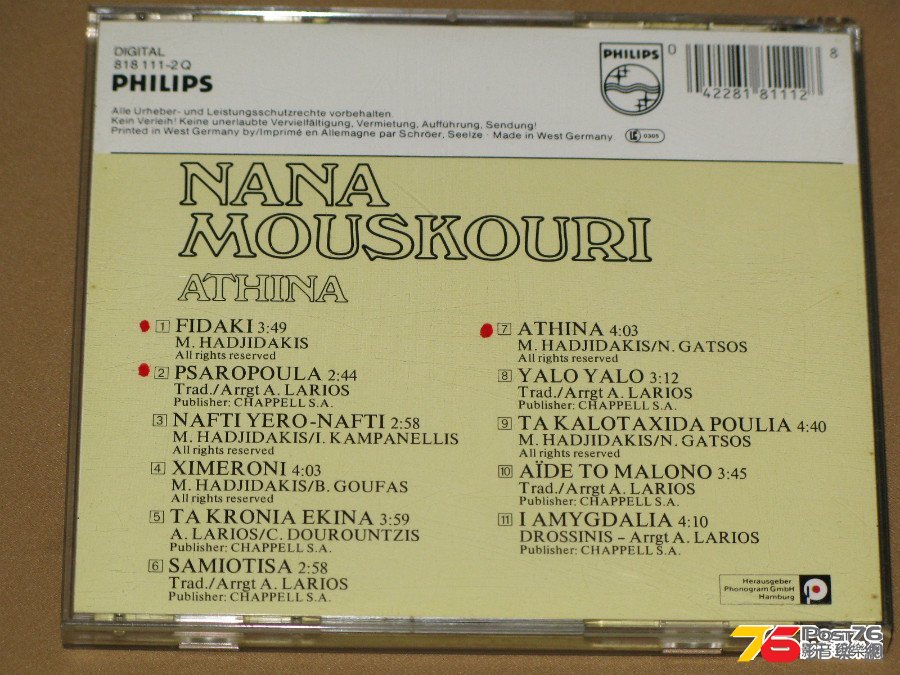 DIGITAL
818 111-2 Q
PHILIPS
Alle Urheber- und Leistungsschutzrechte vorbehalten.
Kein Verleih! Keine unerlaubte Vervielfältigung, Vermietung, Aufführung, Sendung!
Printed in West Germany by/Imprimé en Allemagne par Schröer, Seelze · Made in West Germany
LC 0305
PHILIPS
0 42281 81112 8
NANA
MOUSKOURI
ATHINA
1 FIDAKI 3:49
M. HADJIDAKIS
All rights reserved
2 PSAROPOULA 2:44
Trad./Arrgt A. LARIOS
Publisher: CHAPPELL S.A.
3 NAFTI YERO-NAFTI 2:58
M. HADJIDAKIS/I. KAMPANELLIS
All rights reserved
4 XIMERONI 4:03
M. HADJIDAKIS/B. GOUFAS
All rights reserved
5 TA KRONIA EKINA 3:59
A. LARIOS/C. DOUROUNTZIS
Publisher: CHAPPELL S.A.
6 SAMIOTISA 2:58
Trad./Arrgt A. LARIOS
Publisher: CHAPPELL S.A.
7 ATHINA 4:03
M. HADJIDAKIS/N. GATSOS
All rights reserved
8 YALO YALO 3:12
Trad./Arrgt A. LARIOS
Publisher: CHAPPELL S.A.
9 TA KALOTAXIDA POULIA 4:40
M. HADJIDAKIS/N. GATSOS
All rights reserved
10 AÏDE TO MALONO 3:45
Trad./Arrgt A. LARIOS
Publisher: CHAPPELL S.A.
11 I AMYGDALIA 4:10
DROSSINIS – Arrgt A. LARIOS
Publisher: CHAPPELL S.A.
Herausgeber
Phonogram GmbH
Hamburg
76 Post76
影音娛樂網